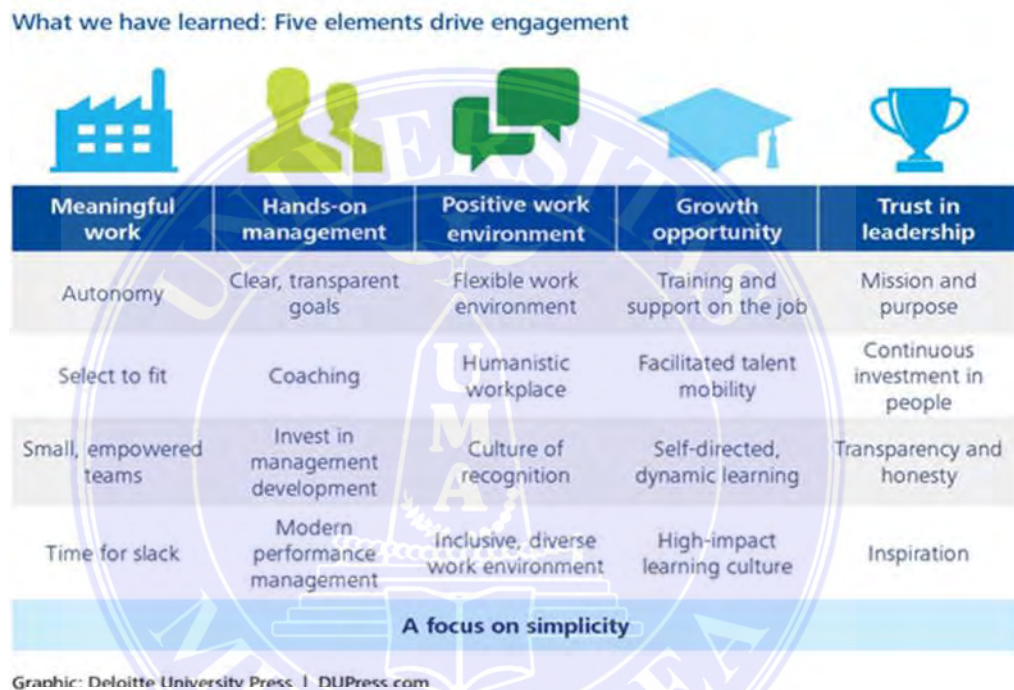 What we have learned: Five elements drive engagement
Meaningful
work
Hands-on
management
Positive work
environment
Growth
opportunity
Trust in
leadership
Autonomy
Clear, transparent
goals
Flexible work
environment
Training and
support on the job
Mission and
purpose
Select to fit
Coaching
Humanistic
workplace
Facilitated talent
mobility
Continuous
investment in
people
Small, empowered
teams
Invest in
management
development
Culture of
recognition
Self-directed,
dynamic learning
Transparency and
honesty
Time for slack
Modern
performance
management
Inclusive, diverse
work environment
High-impact
learning culture
Inspiration
A focus on simplicity
Graphic: Deloitte University Press | DUPress.com
UNIVERSITAS
UMA